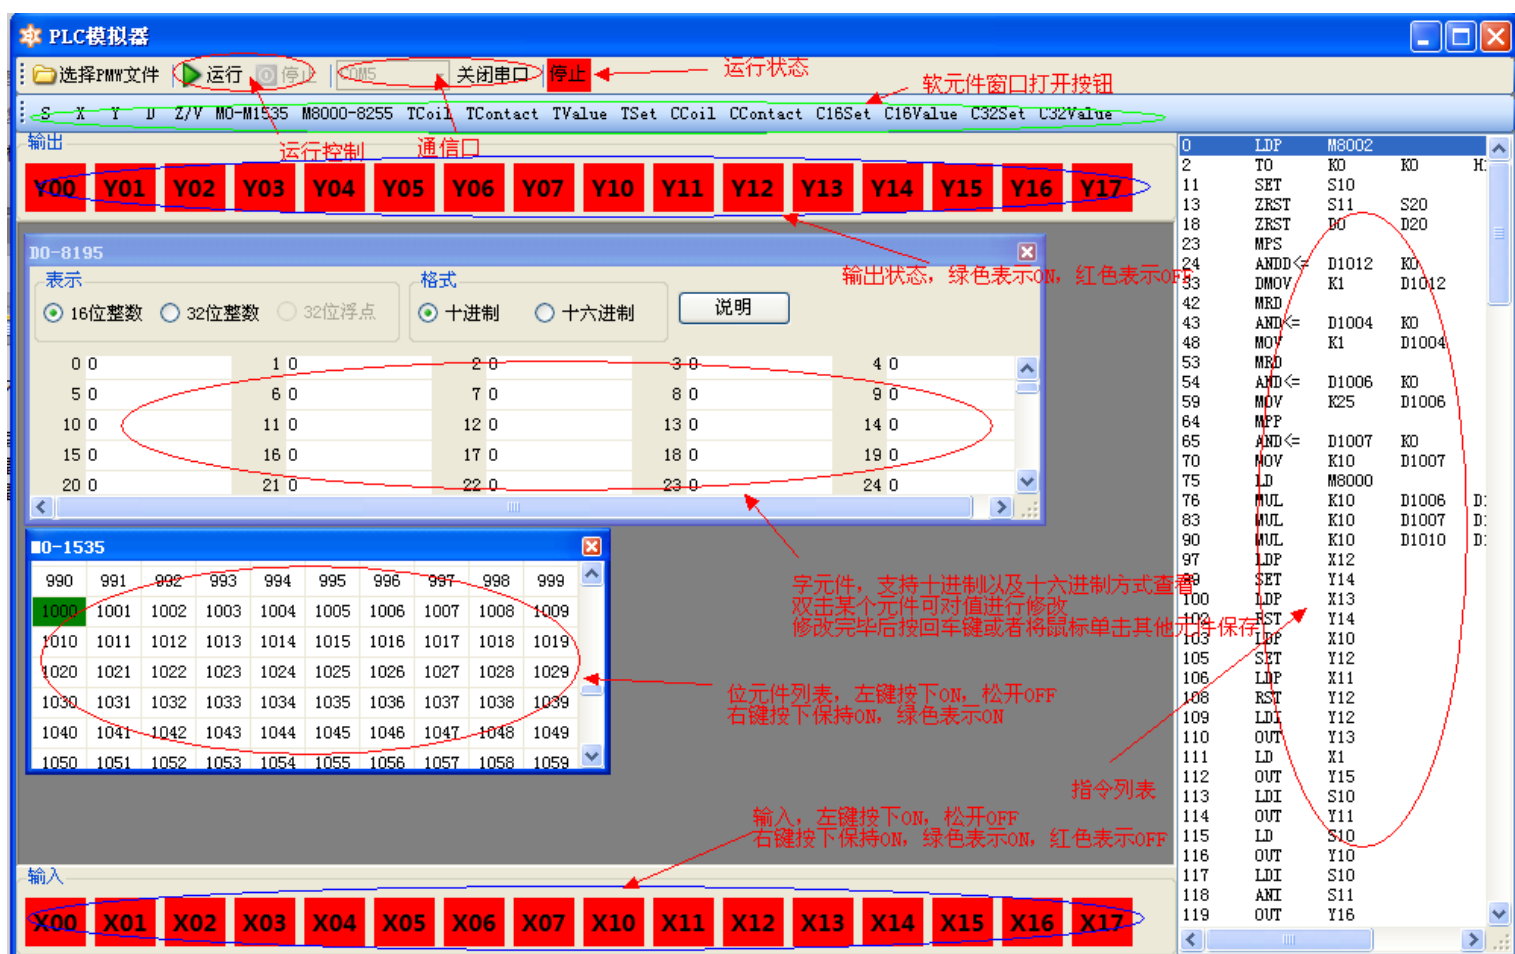 PLC模拟器
选择PMW文件 运行 停止 COM5 关闭串口 停止 运行状态
软元件窗口打开按钮
S X Y D Z/V M0-M1535 M8000-8255 TCoil TContact TValue TSet CCoil CContact C16Set C16Value C32Set C32Value
运行控制 通信口
输出
Y00 Y01 Y02 Y03 Y04 Y05 Y06 Y07 Y10 Y11 Y12 Y13 Y14 Y15 Y16 Y17
输出状态，绿色表示ON，红色表示OFF
D0-8195
表示 格式
16位整数 32位整数 32位浮点 十进制 十六进制 说明
0 0 1 0 2 0 3 0 4 0
5 0 6 0 7 0 8 0 9 0
10 0 11 0 12 0 13 0 14 0
15 0 16 0 17 0 18 0 19 0
20 0 21 0 22 0 23 0 24 0
字元件，支持十进制以及十六进制方式查看
双击某个元件可对值进行修改
修改完毕后按回车键或者将鼠标单击其他元件保存
M0-1535
990 991 992 993 994 995 996 997 998 999
1000 1001 1002 1003 1004 1005 1006 1007 1008 1009
1010 1011 1012 1013 1014 1015 1016 1017 1018 1019
1020 1021 1022 1023 1024 1025 1026 1027 1028 1029
1030 1031 1032 1033 1034 1035 1036 1037 1038 1039
1040 1041 1042 1043 1044 1045 1046 1047 1048 1049
1050 1051 1052 1053 1054 1055 1056 1057 1058 1059
位元件列表，左键按下ON，松开OFF
右键按下保持ON，绿色表示ON
指令列表
输入，左键按下ON，松开OFF
右键按下保持ON，绿色表示ON，红色表示OFF
输入
X00 X01 X02 X03 X04 X05 X06 X07 X10 X11 X12 X13 X14 X15 X16 X17
0 LDP M8002
2 TO K0 K0 H
11 SET S10
13 ZRST S11 S20
18 ZRST D0 D20
23 MPS
24 ANDD<= D1012 K0
33 DMOV K1 D1012
42 MRD
43 AND<= D1004 K0
48 MOV K1 D1004
53 MRD
54 AND<= D1006 K0
59 MOV K25 D1006
64 MPP
65 AND<= D1007 K0
70 MOV K10 D1007
75 LD M8000
76 MUL K10 D1006 D
83 MUL K10 D1007 D
90 MUL K10 D1010 D
97 LDP X12
99 SET Y14
100 LDP X13
102 RST Y14
103 LDP X10
105 SET Y12
106 LDP X11
108 RST Y12
109 LDI Y12
110 OUT Y13
111 LD X1
112 OUT Y15
113 LDI S10
114 OUT Y11
115 LD S10
116 OUT Y10
117 LDI S10
118 ANI S11
119 OUT Y16